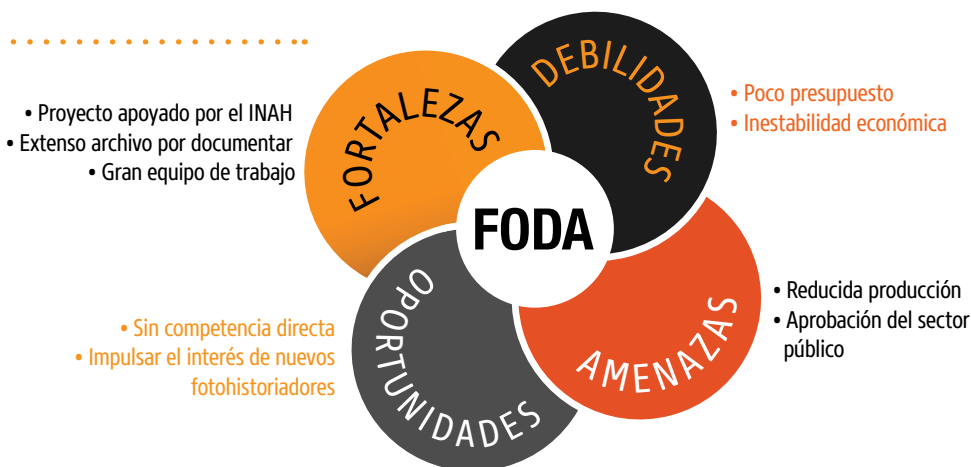 FORTALEZAS
• Proyecto apoyado por el INAH
• Extenso archivo por documentar
• Gran equipo de trabajo
DEBILIDADES
• Poco presupuesto
• Inestabilidad económica
FODA
OPORTUNIDADES
• Sin competencia directa
• Impulsar el interés de nuevos
fotohistoriadores
AMENAZAS
• Reducida producción
• Aprobación del sector
público